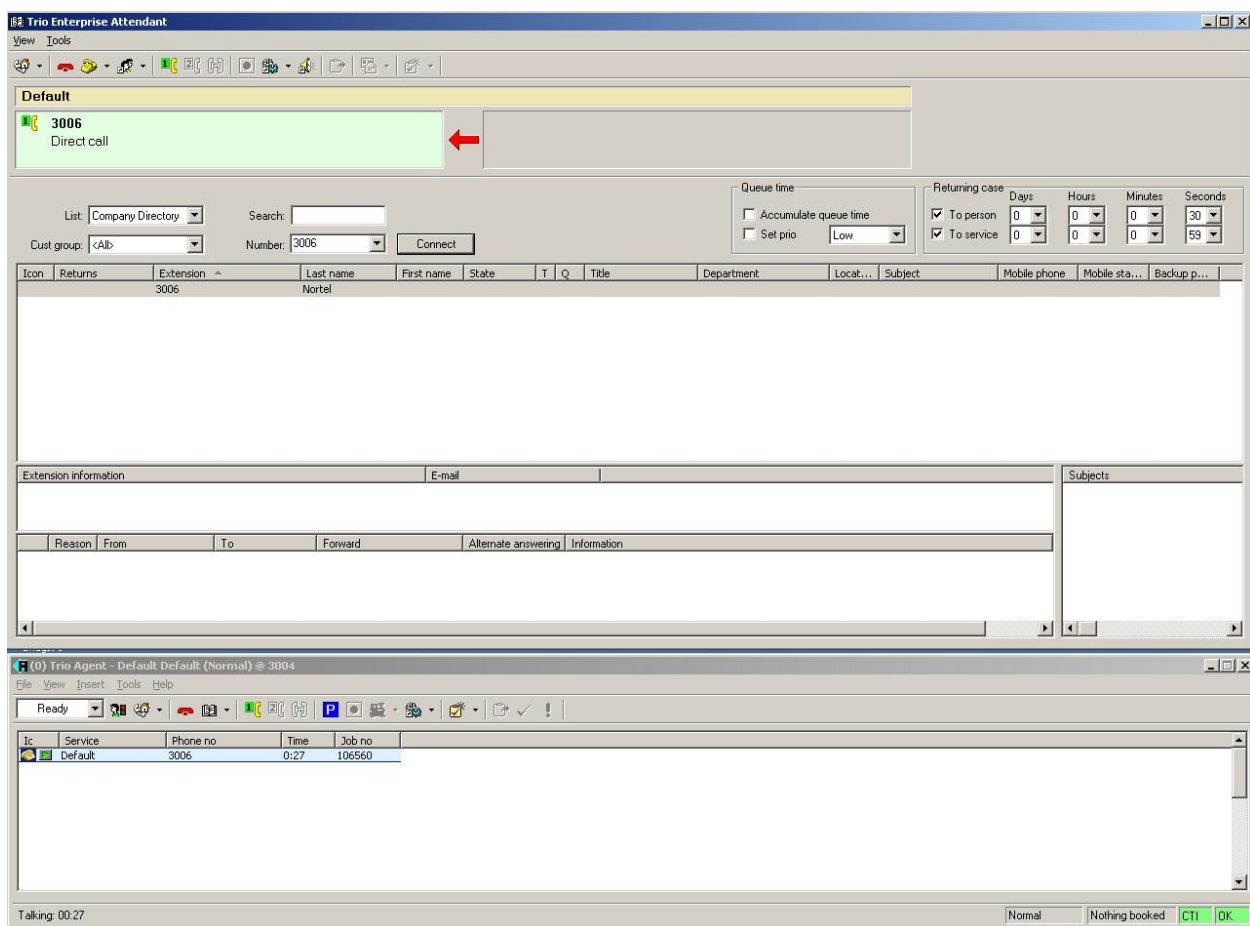 Trio Enterprise Attendant
View Tools
Default
3006
Direct call
Queue time
Accumulate queue time
Set prio Low
Returning case Days Hours Minutes Seconds
To person 0 0 0 30
To service 0 0 0 59
List: Company Directory Search:
Cust group: <All> Number: 3006 Connect
Icon Returns Extension Last name First name State T Q Title Department Locat... Subject Mobile phone Mobile sta... Backup p...
3006 Nortel
Extension information E-mail Subjects
Reason From To Forward Alternate answering Information
(0) Trio Agent - Default Default (Normal) @ 3004
File View Insert Tools Help
Ready
Ic Service Phone no Time Job no
Default 3006 0:27 106560
Talking: 00:27 Normal Nothing booked CTI OK